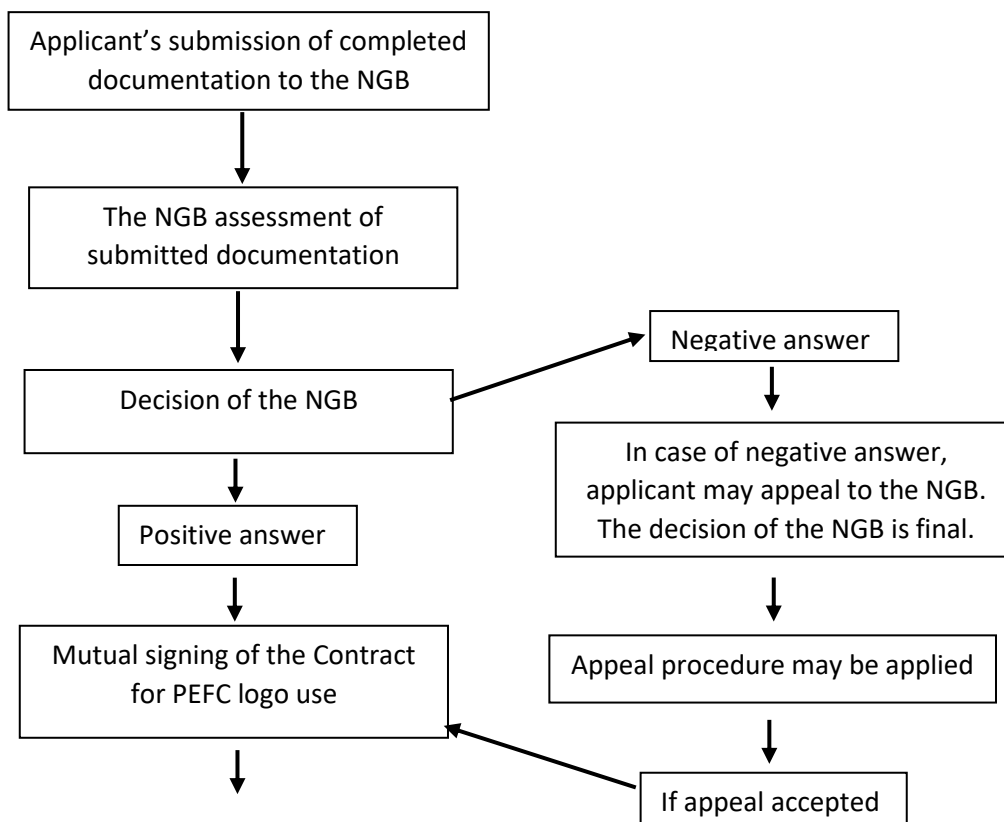 Applicant’s submission of completed
documentation to the NGB
The NGB assessment of
submitted documentation
Decision of the NGB
Negative answer
Positive answer
In case of negative answer,
applicant may appeal to the NGB.
The decision of the NGB is final.
Mutual signing of the Contract
for PEFC logo use
Appeal procedure may be applied
If appeal accepted